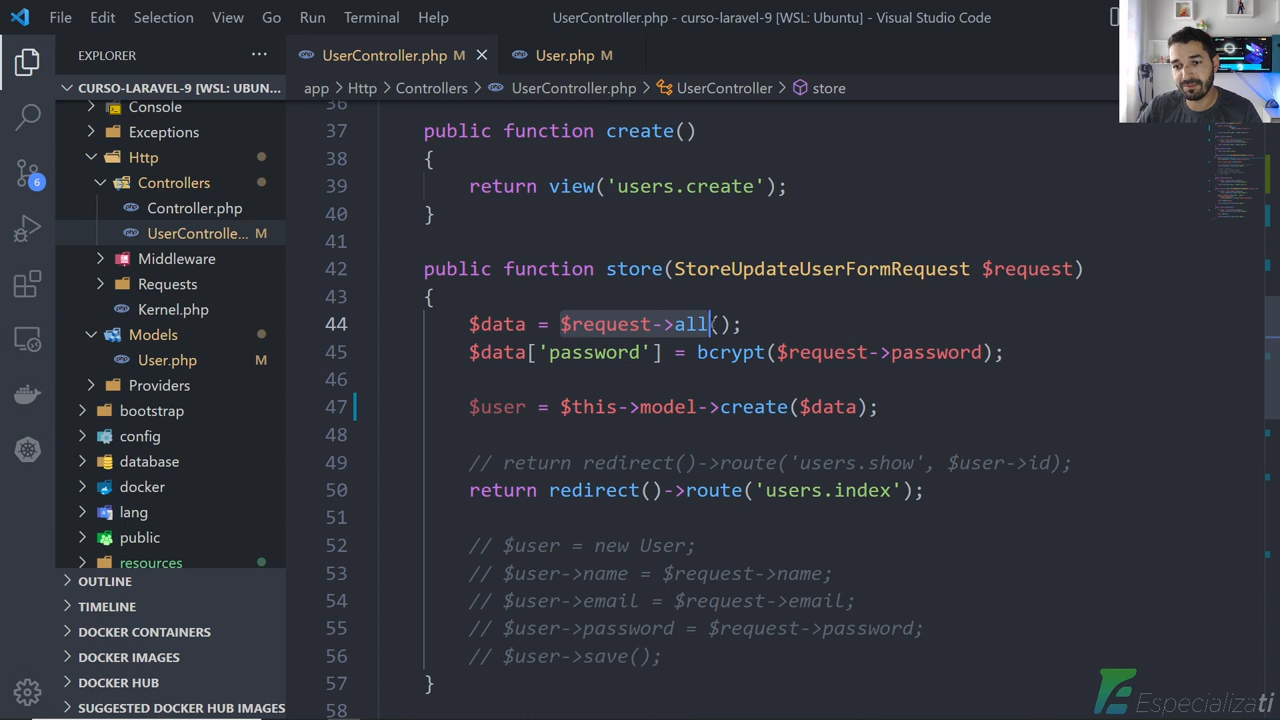 File Edit Selection View Go Run Terminal Help
UserController.php - curso-laravel-9 [WSL: Ubuntu] - Visual Studio Code
EXPLORER ...
UserController.php M
User.php M
CURSO-LARAVEL-9 [WSL: UBUN...
app > Http > Controllers > UserController.php > UserController > store
Console
Exceptions
Http
Controllers
Controller.php
UserControlle... M
Middleware
Requests
Kernel.php
Models
User.php M
Providers
bootstrap
config
database
docker
lang
public
resources
OUTLINE
TIMELINE
DOCKER CONTAINERS
DOCKER IMAGES
DOCKER HUB
SUGGESTED DOCKER HUB IMAGES
6
36
37 public function create()
38 {
39 return view('users.create');
40 }
41
42 public function store(StoreUpdateUserFormRequest $request)
43 {
44 $data = $request->all();
45 $data['password'] = bcrypt($request->password);
46
47 $user = $this->model->create($data);
48
49 // return redirect()->route('users.show', $user->id);
50 return redirect()->route('users.index');
51
52 // $user = new User;
53 // $user->name = $request->name;
54 // $user->email = $request->email;
55 // $user->password = $request->password;
56 // $user->save();
57 }
58
Especializati